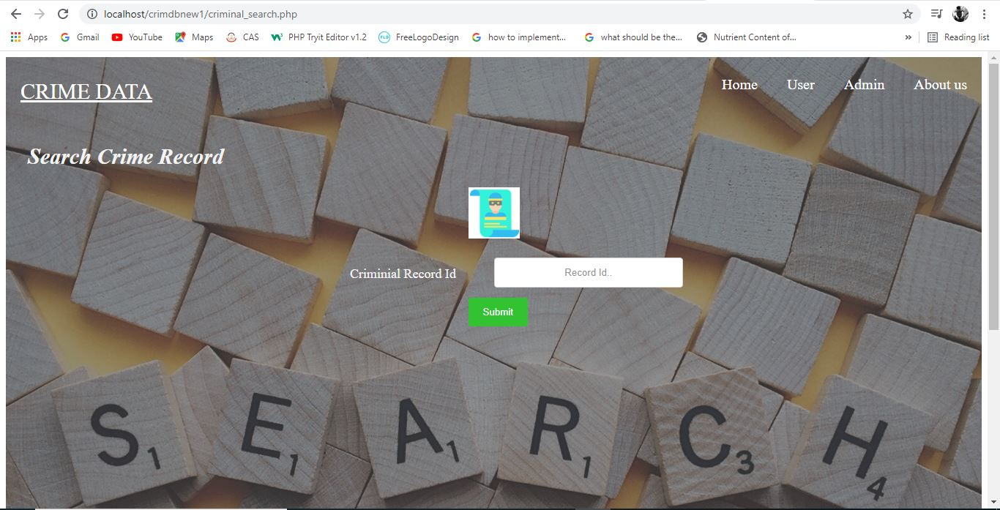 localhost/crimdbnew1/criminal_search.php
Apps Gmail YouTube Maps CAS PHP Tryit Editor v1.2 FreeLogoDesign how to implement... what should be the... Nutrient Content of... » Reading list
CRIME DATA Home User Admin About us
Search Crime Record
Criminial Record Id Record Id..
Submit
S1 E1 A1 R1 C3 H4